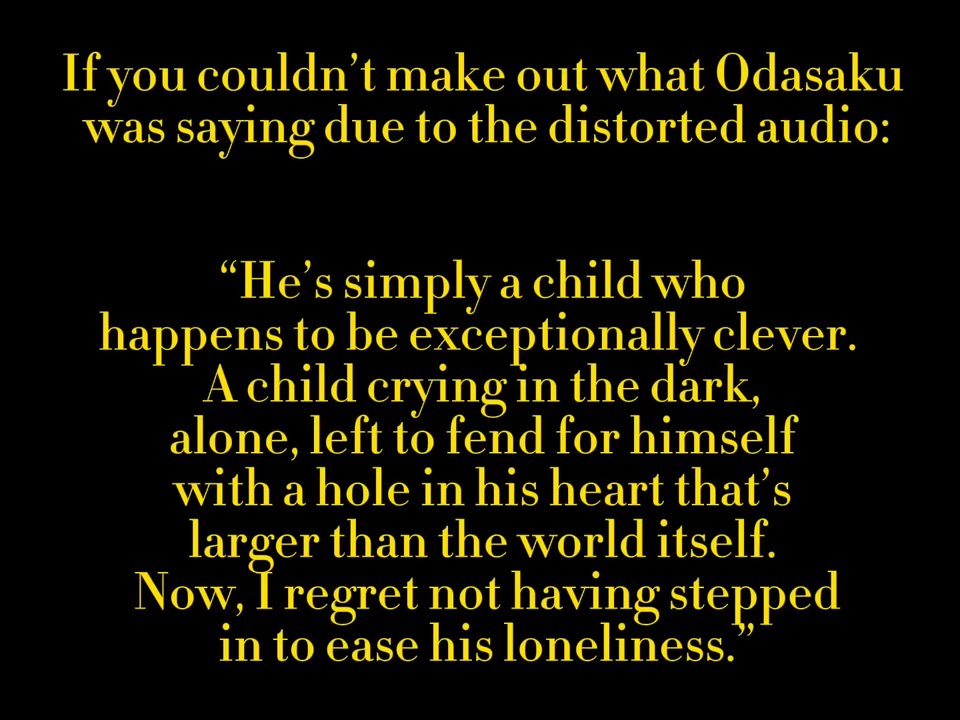 If you couldn’t make out what Odasaku
was saying due to the distorted audio:
“He’s simply a child who
happens to be exceptionally clever.
A child crying in the dark,
alone, left to fend for himself
with a hole in his heart that’s
larger than the world itself.
Now, I regret not having stepped
in to ease his loneliness.”